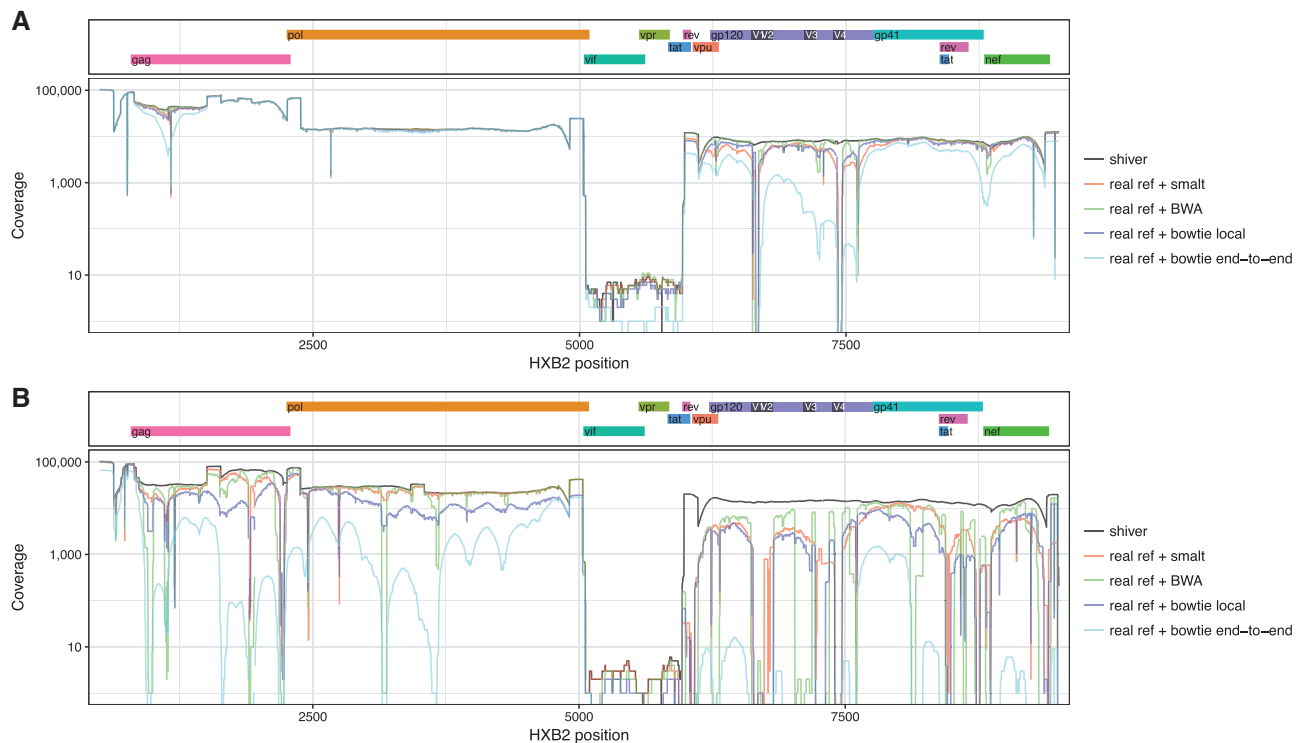 A
pol
vpr
rev
gp120
V1
V2
V3
V4
gp41
tat
vpu
rev
gag
vif
tat
nef
100,000
1,000
10
Coverage
2500
5000
7500
HXB2 position
shiver
real ref + smalt
real ref + BWA
real ref + bowtie local
real ref + bowtie end−to−end
B
pol
vpr
rev
gp120
V1
V2
V3
V4
gp41
tat
vpu
rev
gag
vif
tat
nef
100,000
1,000
10
Coverage
2500
5000
7500
HXB2 position
shiver
real ref + smalt
real ref + BWA
real ref + bowtie local
real ref + bowtie end−to−end